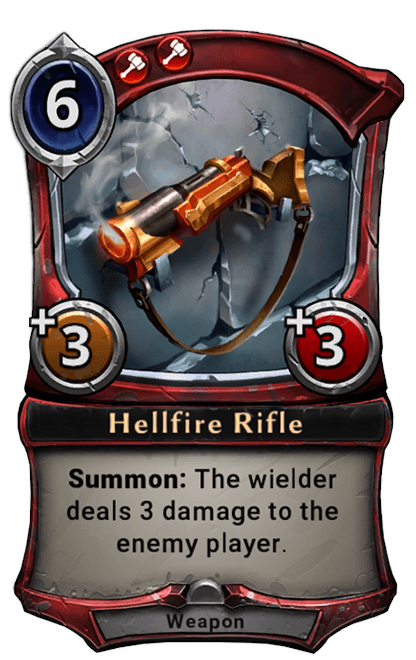 6
+3
+3
Hellfire Rifle
Summon: The wielder
deals 3 damage to the
enemy player.
Weapon